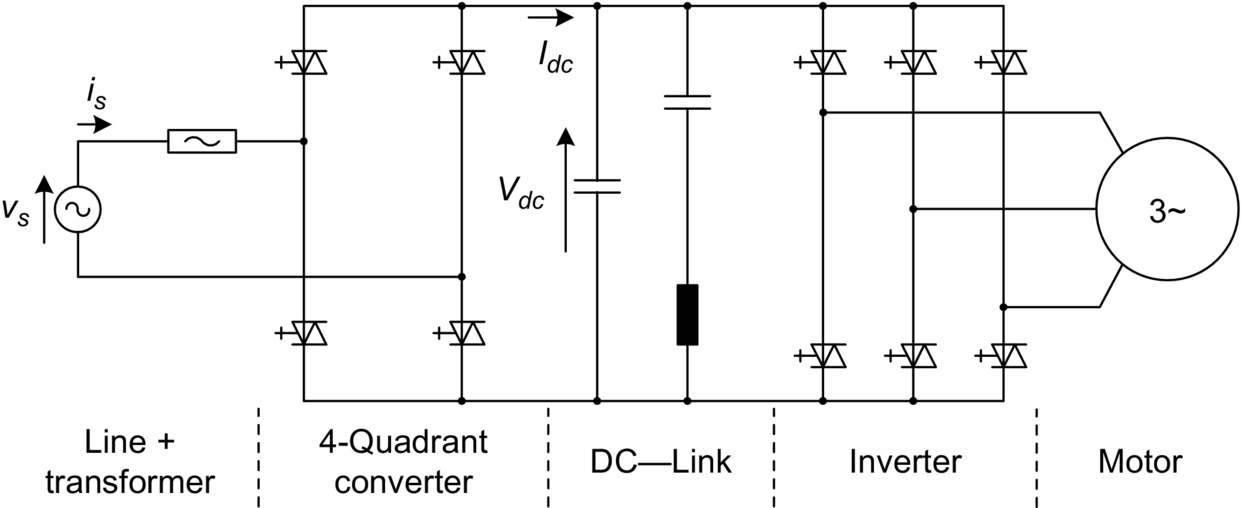 I_dc
i_s
V_dc
v_s
3~
Line +
transformer
4-Quadrant
converter
DC—Link
Inverter
Motor